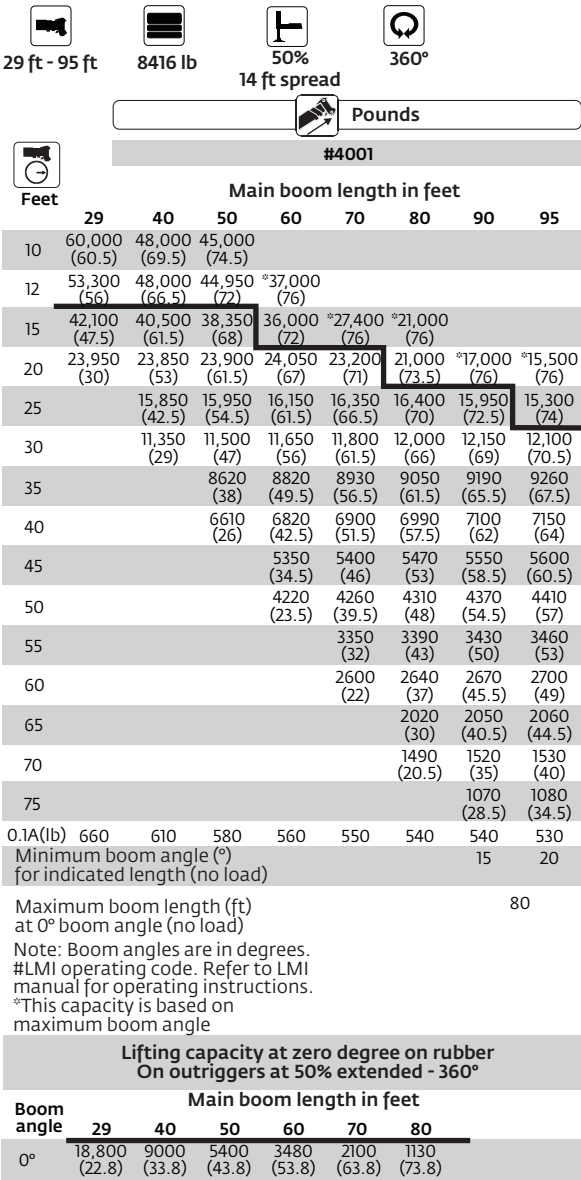 29 ft - 95 ft 8416 lb 50% 360°
14 ft spread
Pounds
#4001
Feet Main boom length in feet
29 40 50 60 70 80 90 95
10 60,000 48,000 45,000
(60.5) (69.5) (74.5)
12 53,300 48,000 44,950 *37,000
(56) (66.5) (72) (76)
15 42,100 40,500 38,350 36,000 *27,400 *21,000
(47.5) (61.5) (68) (72) (76) (76)
20 23,950 23,850 23,900 24,050 23,200 21,000 *17,000 *15,500
(30) (53) (61.5) (67) (71) (73.5) (76) (76)
25 15,850 15,950 16,150 16,350 16,400 15,950 15,300
(42.5) (54.5) (61.5) (66.5) (70) (72.5) (74)
30 11,350 11,500 11,650 11,800 12,000 12,150 12,100
(29) (47) (56) (61.5) (66) (69) (70.5)
35 8620 8820 8930 9050 9190 9260
(38) (49.5) (56.5) (61.5) (65.5) (67.5)
40 6610 6820 6900 6990 7100 7150
(26) (42.5) (51.5) (57.5) (62) (64)
45 5350 5400 5470 5550 5600
(34.5) (46) (53) (58.5) (60.5)
50 4220 4260 4310 4370 4410
(23.5) (39.5) (48) (54.5) (57)
55 3350 3390 3430 3460
(32) (43) (50) (53)
60 2600 2640 2670 2700
(22) (37) (45.5) (49)
65 2020 2050 2060
(30) (40.5) (44.5)
70 1490 1520 1530
(20.5) (35) (40)
75 1070 1080
(28.5) (34.5)
0.1A(lb) 660 610 580 560 550 540 540 530
Minimum boom angle (°) 15 20
for indicated length (no load)
Maximum boom length (ft) 80
at 0° boom angle (no load)
Note: Boom angles are in degrees.
#LMI operating code. Refer to LMI
manual for operating instructions.
*This capacity is based on
maximum boom angle
Lifting capacity at zero degree on rubber
On outriggers at 50% extended - 360°
Boom Main boom length in feet
angle 29 40 50 60 70 80
0° 18,800 9000 5400 3480 2100 1130
(22.8) (33.8) (43.8) (53.8) (63.8) (73.8)